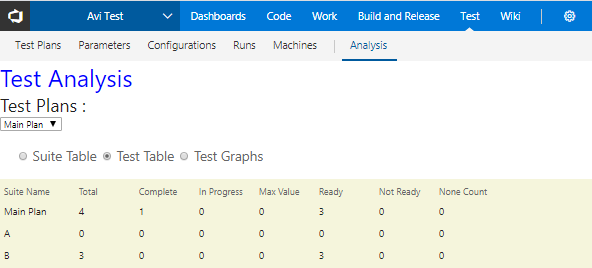 Avi Test Dashboards Code Work Build and Release Test Wiki
Test Plans Parameters Configurations Runs Machines Analysis
Test Analysis
Test Plans :
Main Plan
Suite Table Test Table Test Graphs
Suite Name Total Complete In Progress Max Value Ready Not Ready None Count
Main Plan 4 1 0 0 3 0 0
A 0 0 0 0 0 0 0
B 3 0 0 0 3 0 0